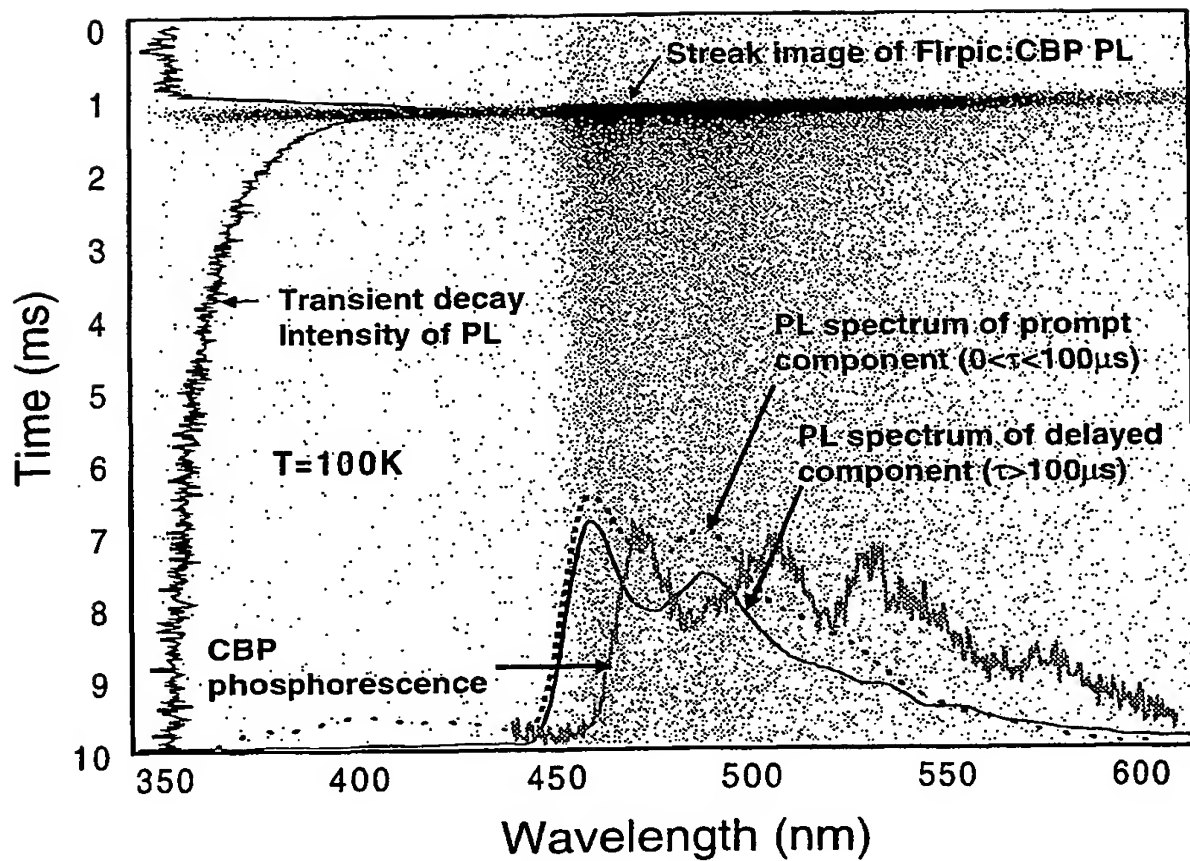 0
1
2
3
4
5
6
7
8
9
10
Time (ms)
Streak image of Firpic:CBP PL
Transient decay
Intensity of PL
PL spectrum of prompt
component (0<τ<100μs)
PL spectrum of delayed
component (τ>100μs)
T=100K
CBP
phosphorescence
350 400 450 500 550 600
Wavelength (nm)